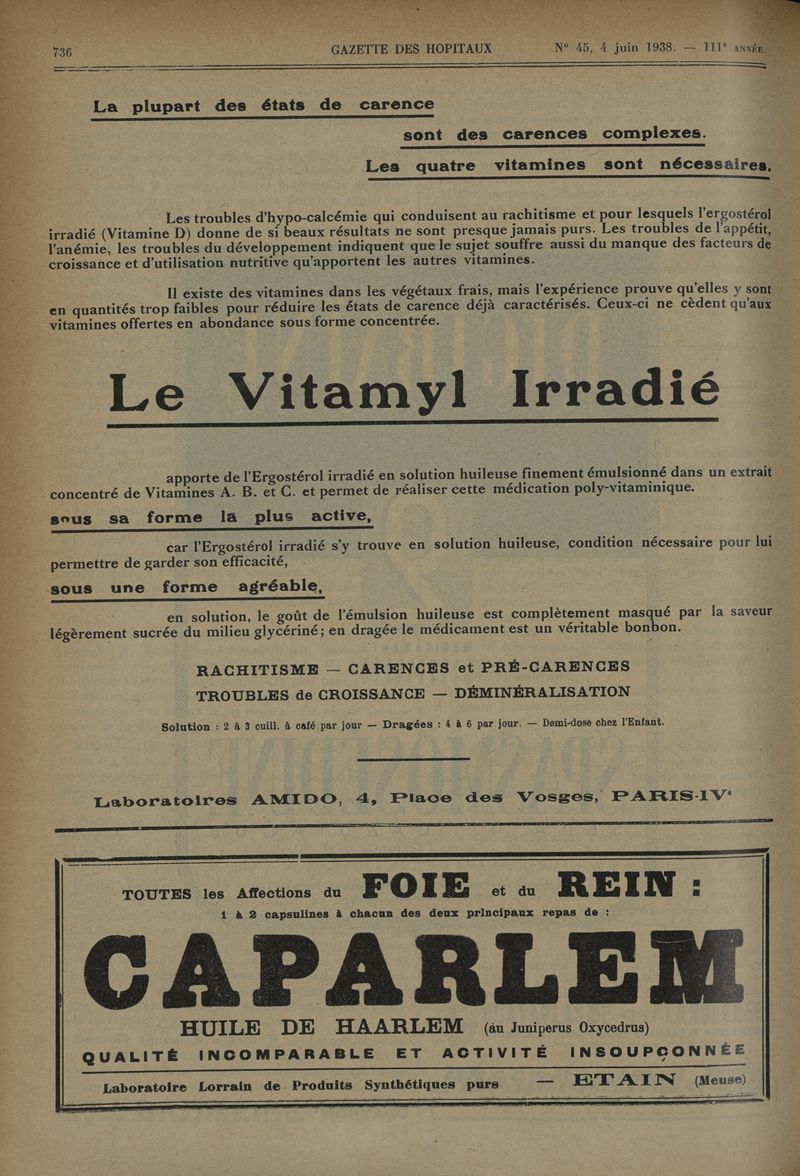 736
GAZETTE DES HOPITAUX
N° 45, 4 juin 1938. — 111e ANNÉE.
La plupart des états de carence
sont des carences complexes.
Les quatre vitamines sont nécessaires.
Les troubles d'hypo-calcémie qui conduisent au rachitisme et pour lesquels l'ergostérol
irradié (Vitamine D) donne de si beaux résultats ne sont presque jamais purs. Les troubles de l'appétit,
l'anémie, les troubles du développement indiquent que le sujet souffre aussi du manque des facteurs de
croissance et d'utilisation nutritive qu'apportent les autres vitamines.
Il existe des vitamines dans les végétaux frais, mais l'expérience prouve qu'elles y sont
en quantités trop faibles pour réduire les états de carence déjà caractérisés. Ceux-ci ne cèdent qu'aux
vitamines offertes en abondance sous forme concentrée.
Le Vitamyl Irradié
apporte de l'Ergostérol irradié en solution huileuse finement émulsionné dans un extrait
concentré de Vitamines A. B. et C. et permet de réaliser cette médication poly-vitaminique.
sous sa forme la plus active,
car l'Ergostérol irradié s'y trouve en solution huileuse, condition nécessaire pour lui
permettre de garder son efficacité,
sous une forme agréable,
en solution, le goût de l'émulsion huileuse est complètement masqué par la saveur
légèrement sucrée du milieu glycériné; en dragée le médicament est un véritable bonbon.
RACHITISME — CARENCES et PRÉ-CARENCES
TROUBLES de CROISSANCE — DÉMINÉRALISATION
Solution : 2 à 3 cuill. à café par jour — Dragées : 4 à 6 par jour. — Demi-dose chez l'Enfant.
Laboratoires AMIDO, 4, Place des Vosges, PARIS-IVe
TOUTES les Affections du FOIE et du REIN :
1 à 2 capsulines à chacun des deux principaux repas de :
CAPARLEM
HUILE DE HAARLEM (au Juniperus Oxycedrus)
QUALITÉ INCOMPARABLE ET ACTIVITÉ INSOUPÇONNÉE
Laboratoire Lorrain de Produits Synthétiques purs — ETAIN (Meuse)